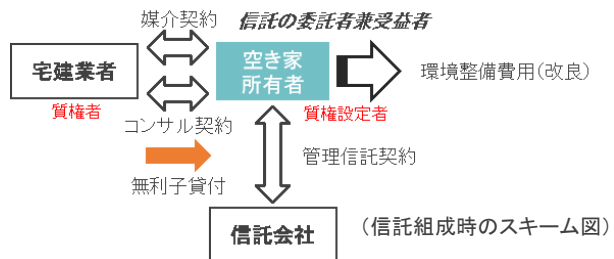 媒介契約
信託の委託者兼受益者
宅建業者
空き家
所有者
環境整備費用(改良)
質権者
質権設定者
コンサル契約
管理信託契約
無利子貸付
信託会社
(信託組成時のスキーム図)